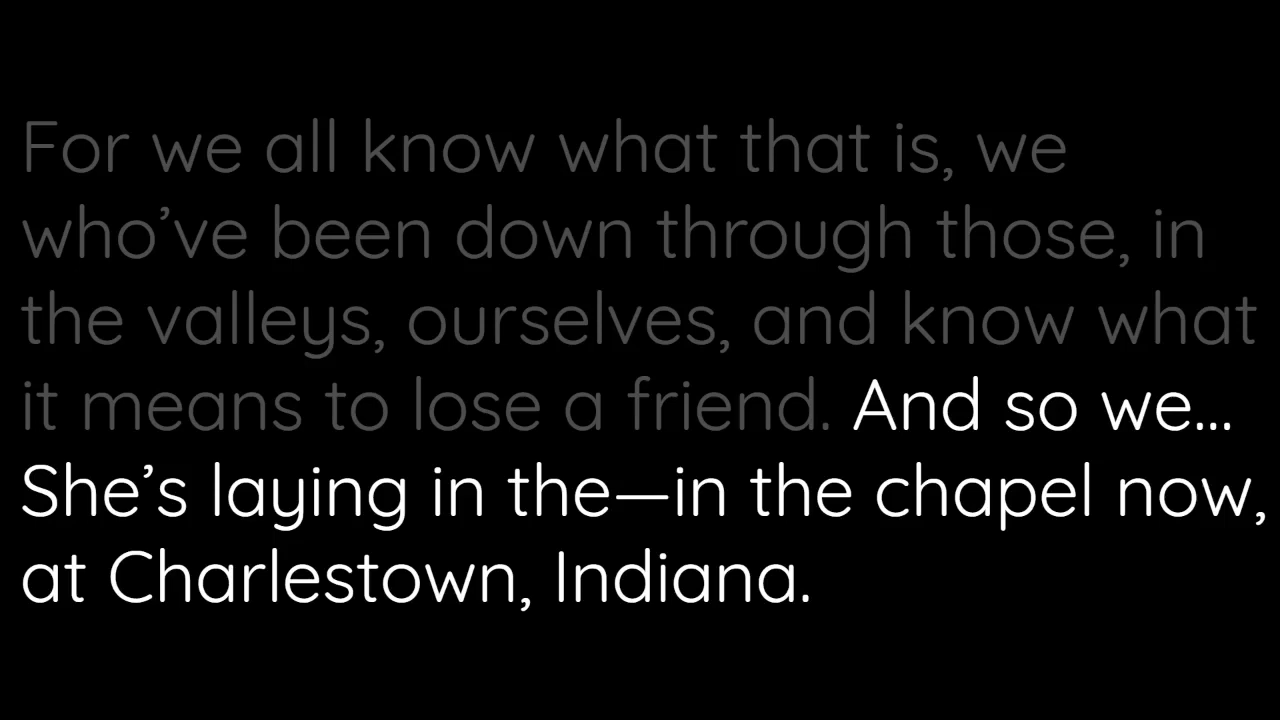 For we all know what that is, we
who’ve been down through those, in
the valleys, ourselves, and know what
it means to lose a friend. And so we...
She’s laying in the—in the chapel now,
at Charlestown, Indiana.